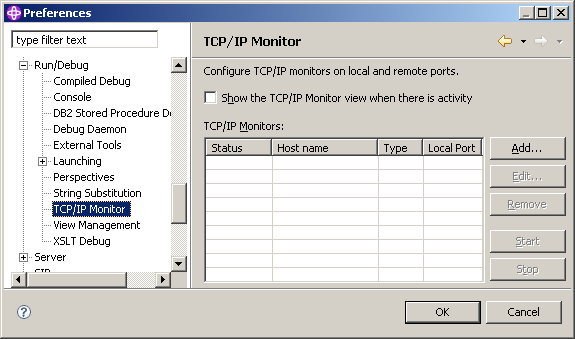 Preferences
type filter text
Run/Debug
Compiled Debug
Console
DB2 Stored Procedure D
Debug Daemon
External Tools
Launching
Perspectives
String Substitution
TCP/IP Monitor
View Management
XSLT Debug
Server
TCP/IP Monitor
Configure TCP/IP monitors on local and remote ports.
Show the TCP/IP Monitor view when there is activity
TCP/IP Monitors:
Status Host name Type Local Port
Add...
Edit...
Remove
Start
Stop
? OK Cancel